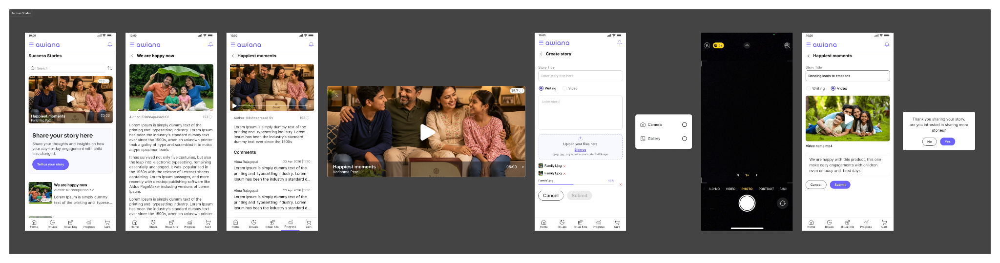 Success Stories
10:00
awiana
Success Stories
Search
153
Happiest moments
Karishma Patel
05:00
Share your story here
Share your thoughts and insights on how
your day-to-day engagement with child
has changed.
Tell us your story
We are happy now
Author: Krishnaprasad KV
Lorem Ipsum is simply dummy
text of the printing and typese...
153
Home
Rituals
Ritual Kits
Progress
Cart
10:00
awiana
We are happy now
Author: Krishnaprasad KV
153
Lorem Ipsum is simply dummy text of the
printing and typesetting industry. Lorem Ipsum
has been the industry's standard dummy text
ever since the 1500s, when an unknown printer
took a galley of type and scrambled it to make
a type specimen book.
It has survived not only five centuries, but also
the leap into electronic typesetting, remaining
essentially unchanged. It was popularised in
the 1960s with the release of Letraset sheets
containing Lorem Ipsum passages, and more
recently with desktop publishing software like
Aldus PageMaker including versions of Lorem
Ipsum.
Lorem Ipsum is simply dummy text of the
printing and typesetting industry. Lorem Ipsum
has been the industry's standard dummy text
ever since the 1500s, when an unknown printer
Home
Rituals
Ritual Kits
Progress
Cart
10:00
awiana
Happiest moments
Author: Krishnaprasad KV
153
Lorem Ipsum is simply dummy text of the
printing and typesetting industry. Lorem
Ipsum has been the industry's standard
dummy text ever since the 1500s
Comments
Hima Rajagopal
23 Apr 2026 |11:30
Lorem Ipsum is simply dummy text of the
printing and typesetting industry. Lorem
Ipsum has been the industry's standard d...
Hima Rajagopal
23 Apr 2026 |11:30
Lorem Ipsum is simply dummy text of the
printing and typesetting industry. Lorem
Ipsum has been the industry's standard d...
Home
Rituals
Ritual Kits
Progress
Cart
153
Happiest moments
Karishma Patel
05:00
10:00
awiana
Create story
Story Title
Enter story title here
Writing
Video
Enter story
Upload your files here
Browse
.jpeg, .jpg, .png format supports, Max 2MB/Image
Family1.jpg
Family1.jpg
Family1.jpg
45%
Cancel
Submit
Home
Rituals
Ritual Kits
Progress
Cart
Camera
Gallery
3s
.5
1×
2
SLO-MO
VIDEO
PHOTO
PORTRAIT
PANO
10:00
awiana
Happiest moments
Story Title
Bonding leads to emotions
Writing
Video
Video name.mp4
We are happy with this product, this one
make easy engagements with children
even on busy and tired days.
Cancel
Submit
Home
Rituals
Ritual Kits
Progress
Cart
Thank you sharing your story,
are you intrested in sharing more
stories?
No
Yes